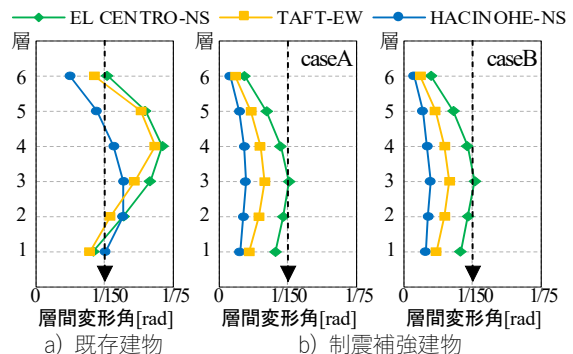 EL CENTRO-NS TAFT-EW HACINOHE-NS
層 層 層
caseA caseB
6 6 6
5 5 5
4 4 4
3 3 3
2 2 2
1 1 1
0 1/150 1/75 0 1/150 1/75 0 1/150 1/75
層間変形角[rad] 層間変形角[rad] 層間変形角[rad]
a) 既存建物 b) 制震補強建物